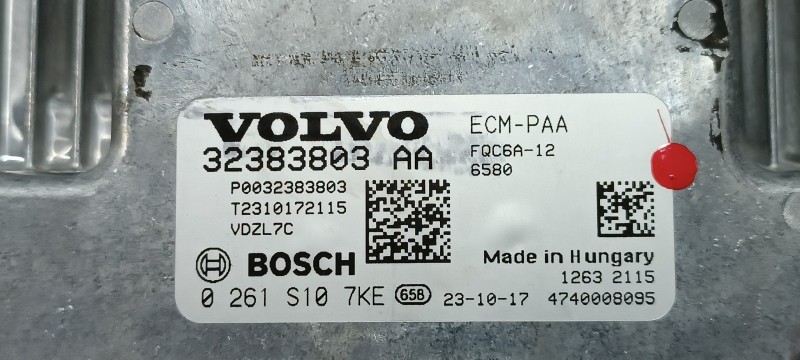 VOLVO ECM-PAA
32383803 AA FQC6A-12
6580
P0032383803
T2310172115
VDZL7C
BOSCH Made in Hungary
1263 2115
0 261 S10 7KE 658 23-10-17 4740008095